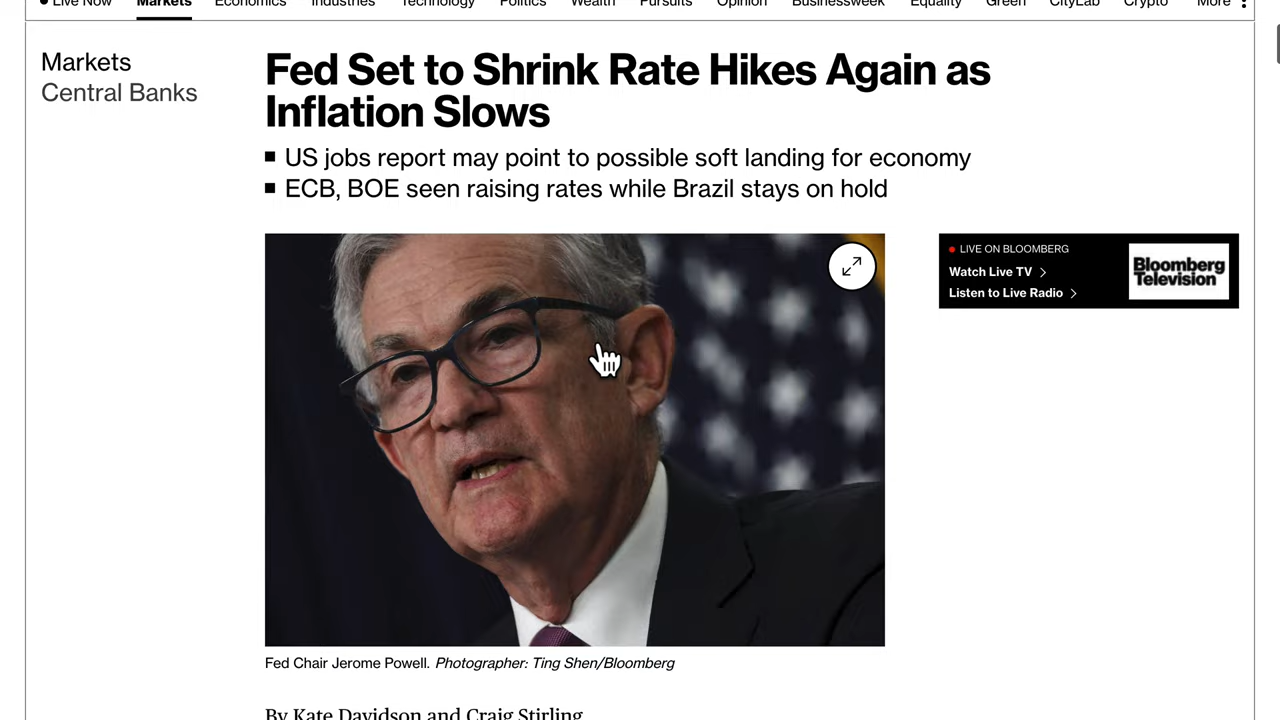 Live Now Markets Economics Industries Technology Politics Wealth Pursuits Opinion Businessweek Equality Green CityLab Crypto More
Markets
Central Banks
Fed Set to Shrink Rate Hikes Again as
Inflation Slows
US jobs report may point to possible soft landing for economy
ECB, BOE seen raising rates while Brazil stays on hold
LIVE ON BLOOMBERG
Watch Live TV
Listen to Live Radio
Bloomberg
Television
Fed Chair Jerome Powell. Photographer: Ting Shen/Bloomberg
By Kate Davidson and Craig Stirling